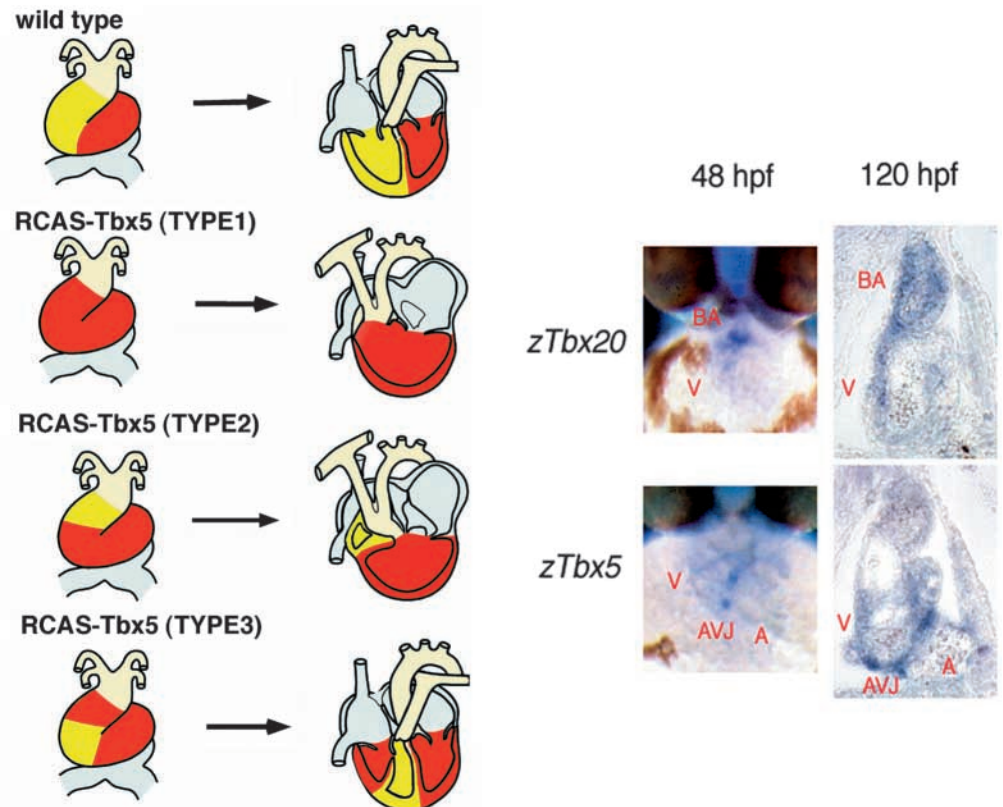 wild type
RCAS-Tbx5 (TYPE1)
RCAS-Tbx5 (TYPE2)
RCAS-Tbx5 (TYPE3)
48 hpf 120 hpf
zTbx20
BA
V
BA
V
zTbx5
V
AVJ A
V
AVJ A